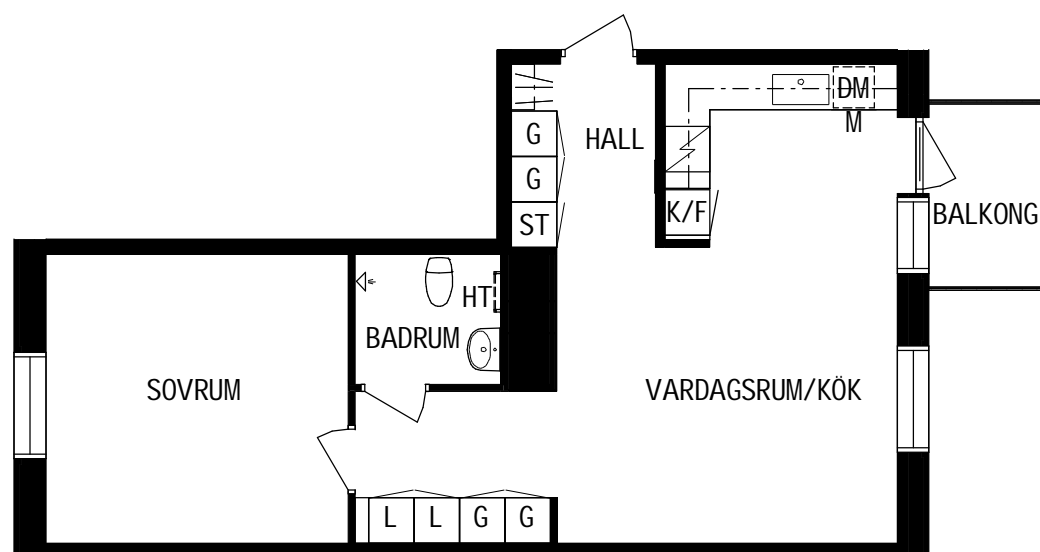 DM
M
G
HALL
G
K/F
ST
BALKONG
HT
BADRUM
SOVRUM
VARDAGSRUM/KÖK
L L G G